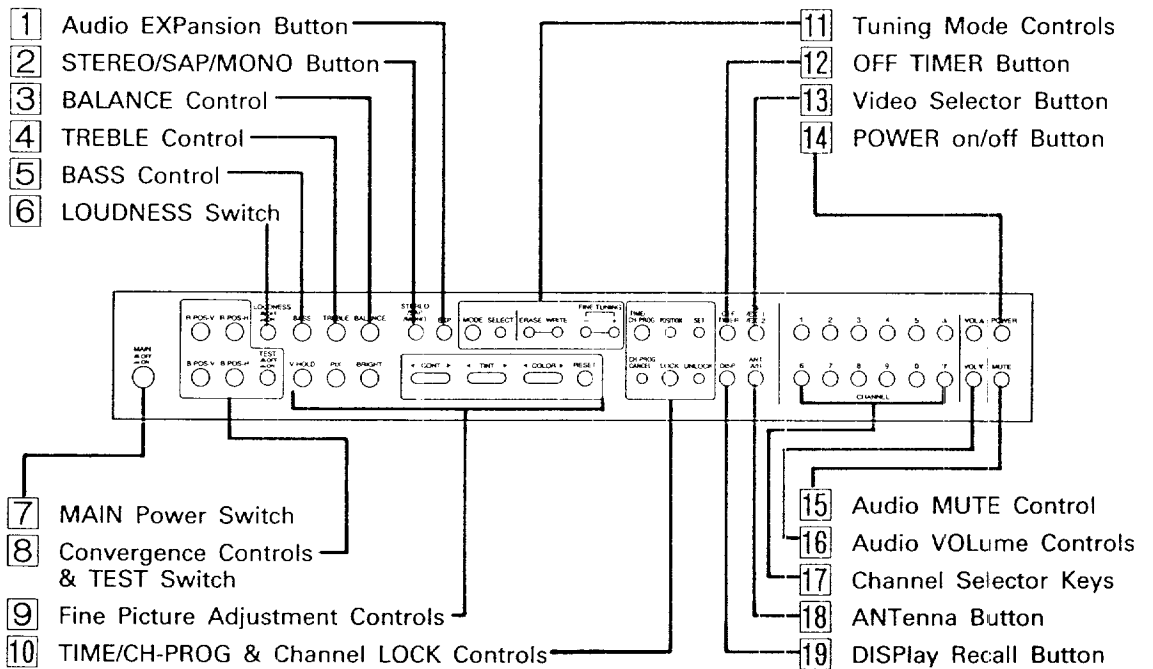 1 Audio EXPansion Button
2 STEREO/SAP/MONO Button
3 BALANCE Control
4 TREBLE Control
5 BASS Control
6 LOUDNESS Switch
11 Tuning Mode Controls
12 OFF TIMER Button
13 Video Selector Button
14 POWER on/off Button
R POS-V R POS-H LOUDNESS BASS TREBLE BALANCE STEREO EXP MODE SELECT ERASE WRITE FINE TUNING TIME/ CH-PROG POSITION SET OFF TIMER 1 2 3 4 5 VOL POWER
MAIN OFF ON
B POS-V B POS-H TEST OFF ON V-HOLD PIX BRIGHT CONT TINT COLOR RESET CH-PROG CANCEL LOCK UNLOCK DISP ANT 6 7 8 9 0 VOL MUTE
CHANNEL
7 MAIN Power Switch
8 Convergence Controls
& TEST Switch
9 Fine Picture Adjustment Controls
10 TIME/CH-PROG & Channel LOCK Controls
15 Audio MUTE Control
16 Audio VOLume Controls
17 Channel Selector Keys
18 ANTenna Button
19 DISPlay Recall Button